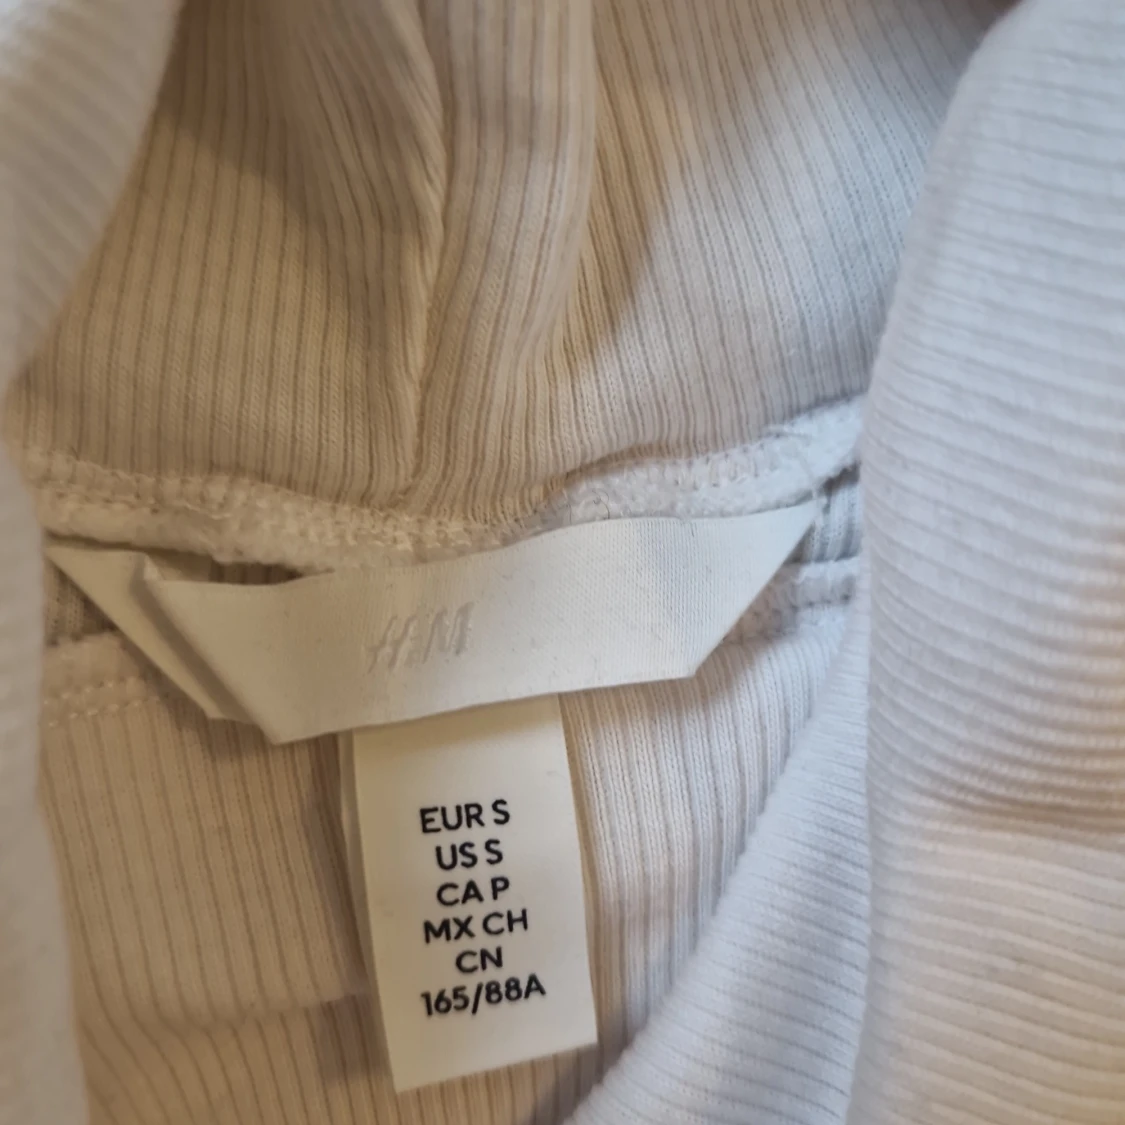 H&M
EUR S
US S
CA P
MX CH
CN
165/88A